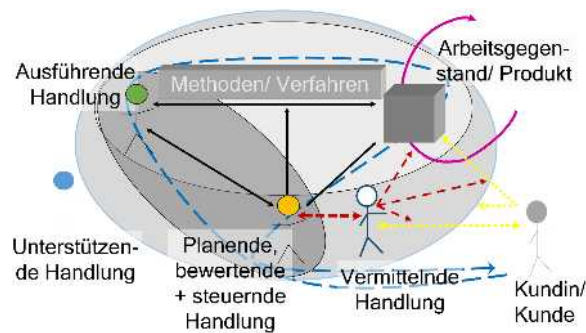 Arbeitsgegen-
stand/ Produkt
Ausführende
Handlung
Methoden/ Verfahren
Unterstützen-
de Handlung
Planende,
bewertende
+ steuernde
Handlung
Vermittelnde
Handlung
Kundin/
Kunde